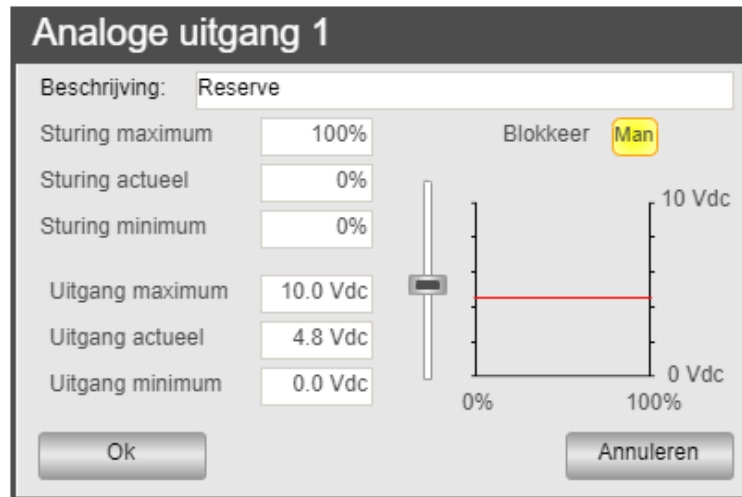 Analoge uitgang 1
Beschrijving: Reserve
Sturing maximum 100% Blokkeer Man
Sturing actueel 0%
10 Vdc
Sturing minimum 0%
Uitgang maximum 10.0 Vdc
Uitgang actueel 4.8 Vdc
Uitgang minimum 0.0 Vdc
0 Vdc
0% 100%
Ok Annuleren